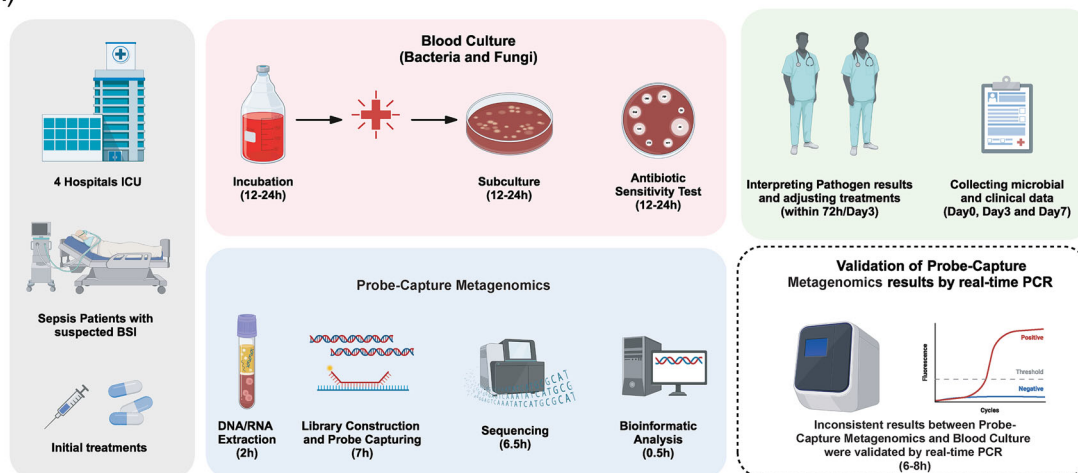 4 Hospitals ICU
Sepsis Patients with
suspected BSI
Initial treatments
Blood Culture
(Bacteria and Fungi)
Incubation
(12-24h)
Subculture
(12-24h)
Antibiotic
Sensitivity Test
(12-24h)
Probe-Capture Metagenomics
DNA/RNA
Extraction
(2h)
Library Construction
and Probe Capturing
(7h)
Sequencing
(6.5h)
Bioinformatic
Analysis
(0.5h)
Interpreting Pathogen results
and adjusting treatments
(within 72h/Day3)
Collecting microbial
and clinical data
(Day0, Day3 and Day7)
Validation of Probe-Capture
Metagenomics results by real-time PCR
Fluorescence
Positive
Threshold
Negative
Cycles
Inconsistent results between Probe-
Capture Metagenomics and Blood Culture
were validated by real-time PCR
(6-8h)